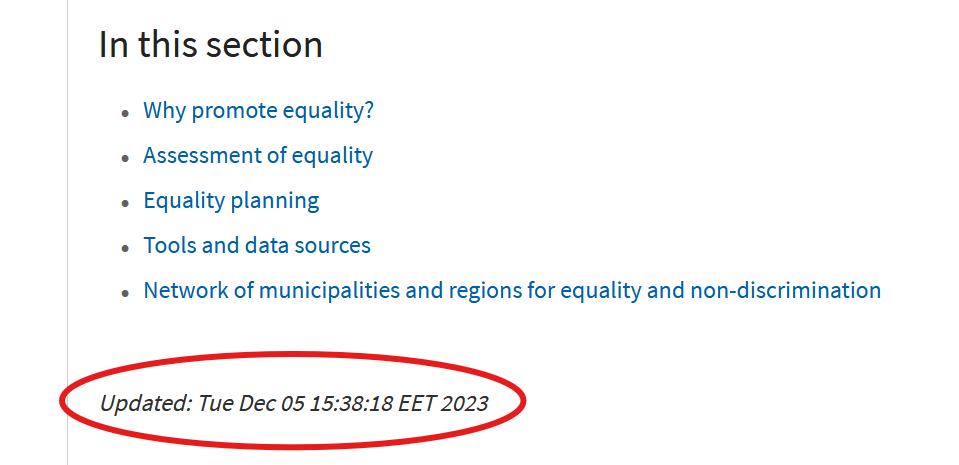 In this section
Why promote equality?
Assessment of equality
Equality planning
Tools and data sources
Network of municipalities and regions for equality and non-discrimination
Updated: Tue Dec 05 15:38:18 EET 2023